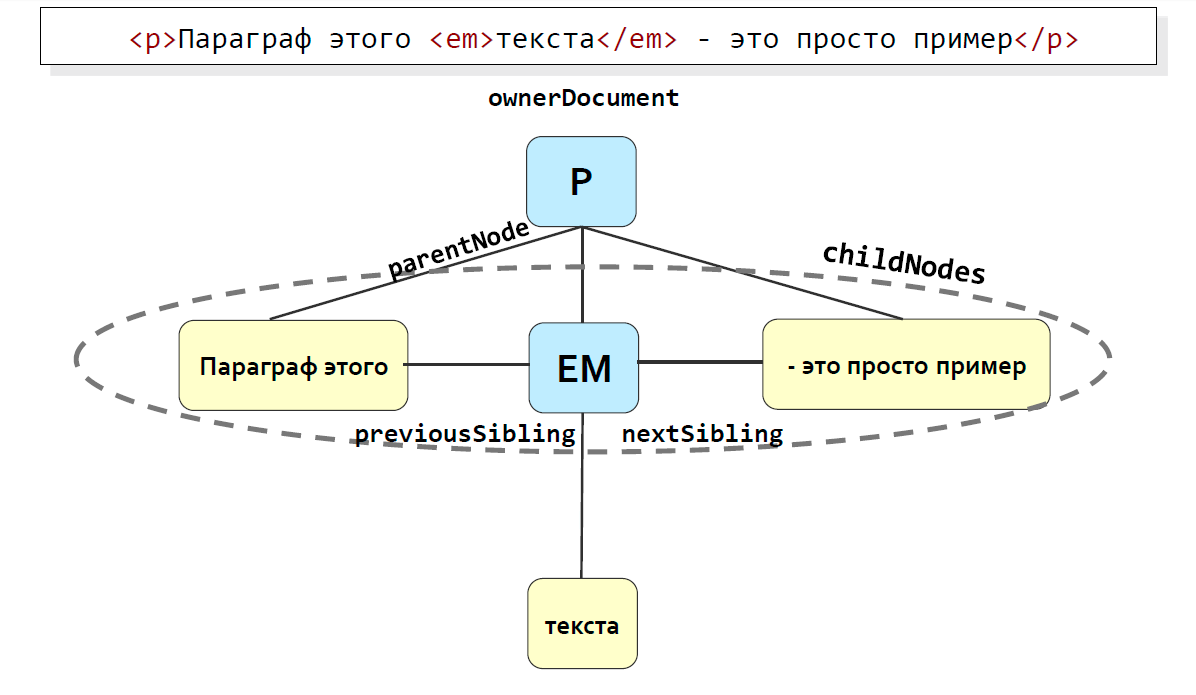 <p>Параграф этого <em>текста</em> - это просто пример</p>
ownerDocument
P
parentNode
childNodes
Параграф этого
EM
- это просто пример
previousSibling
nextSibling
текста